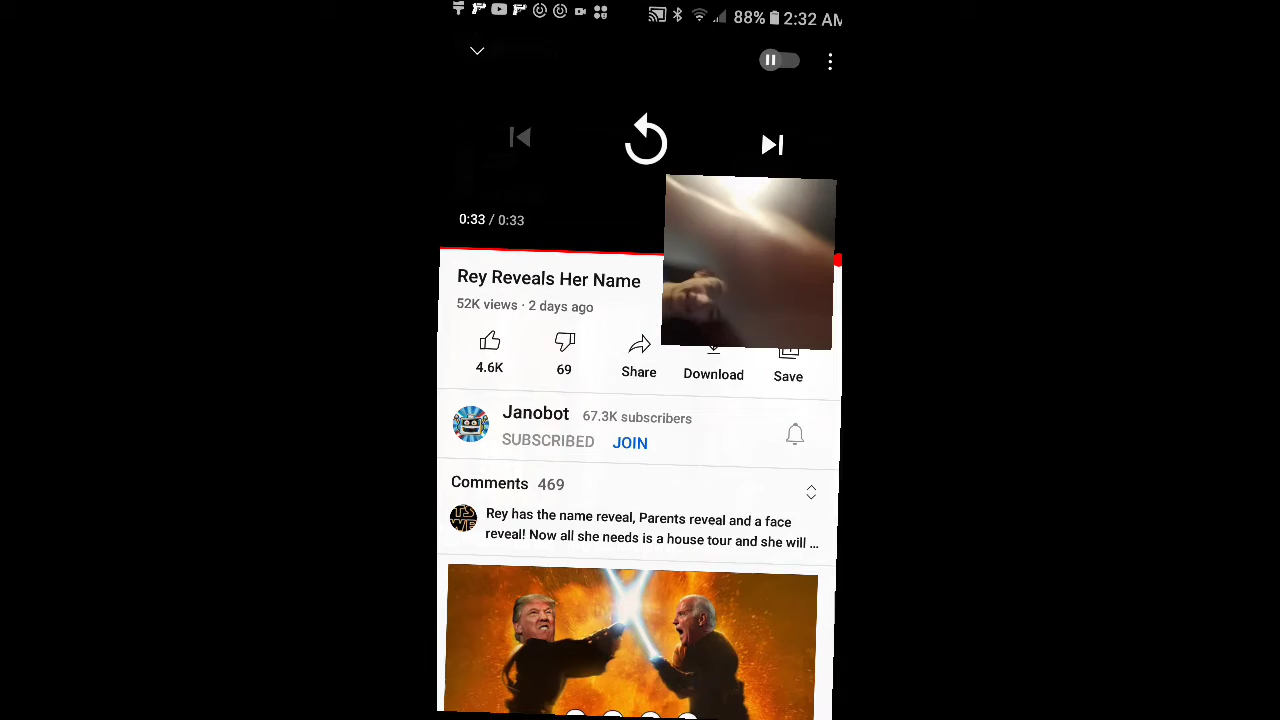 88% 2:32 AM
0:33 / 0:33
Rey Reveals Her Name
52K views · 2 days ago
4.6K 69 Share Download Save
Janobot 67.3K subscribers
SUBSCRIBED JOIN
Comments 469
Rey has the name reveal, Parents reveal and a face
reveal! Now all she needs is a house tour and she will ...